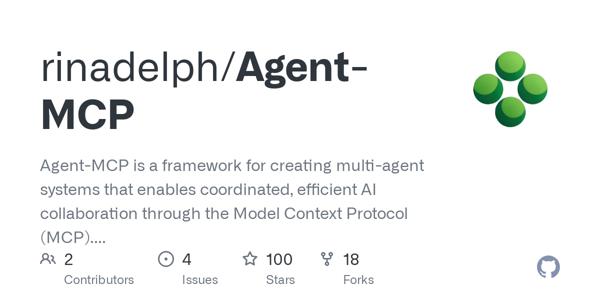 rinadelph/Agent-
MCP
Agent-MCP is a framework for creating multi-agent
systems that enables coordinated, efficient AI
collaboration through the Model Context Protocol
(MCP)....
2 4 100 18
Contributors Issues Stars Forks